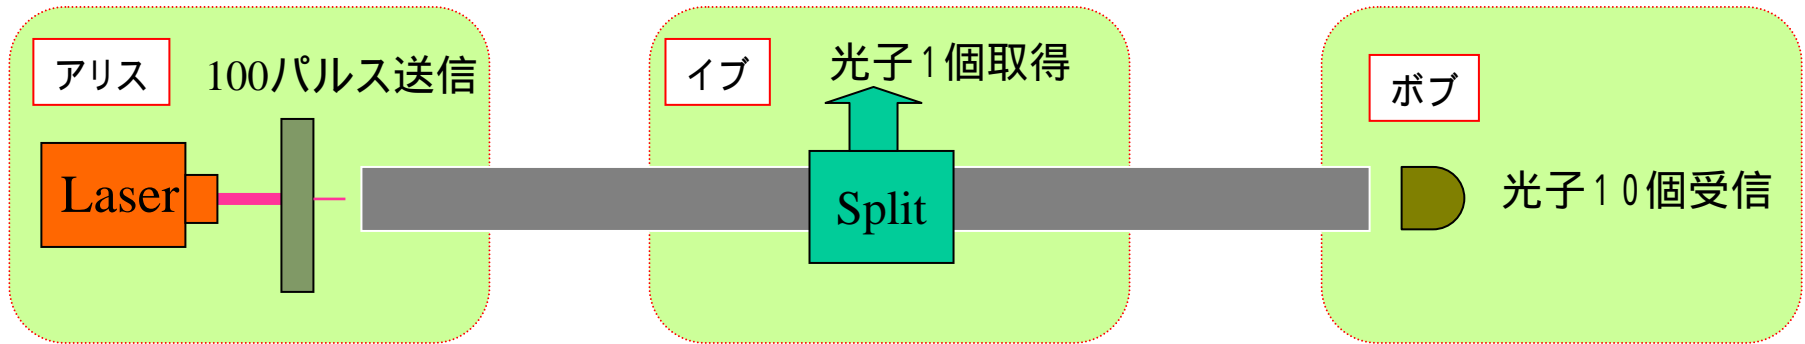 アリス
100パルス送信
Laser
イブ
光子１個取得
Split
ボブ
光子１０個受信